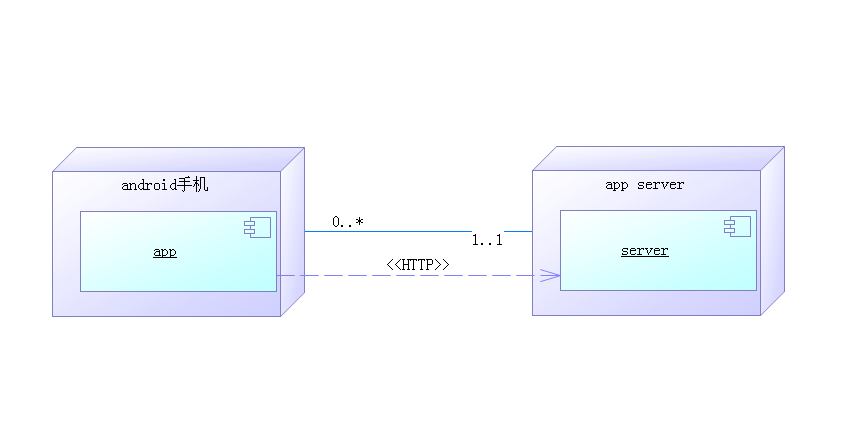 android手机
app server
app
server
0..*
1..1
<<HTTP>>